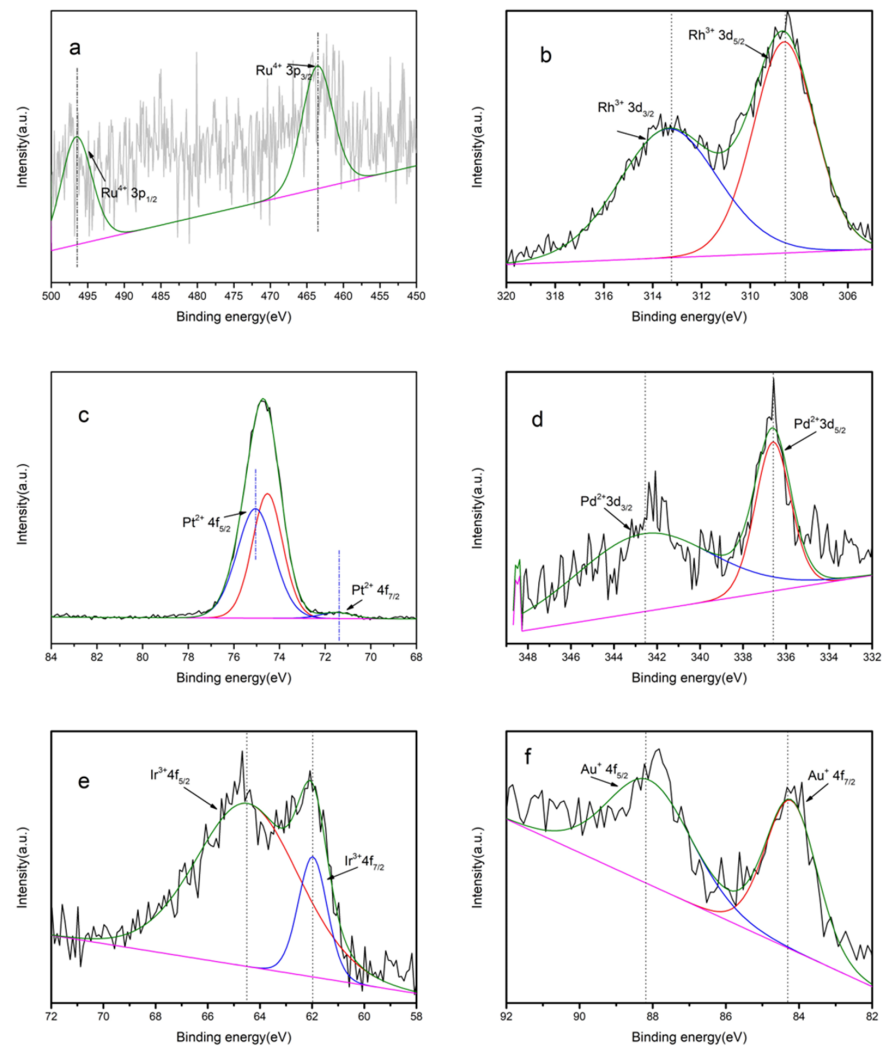 a
Ru⁴⁺ 3p₃/₂
Ru⁴⁺ 3p₁/₂
Intensity(a.u.)
500 495 490 485 480 475 470 465 460 455 450
Binding energy(eV)
b
Rh³⁺ 3d₅/₂
Rh³⁺ 3d₃/₂
Intensity(a.u.)
320 316 314 312 310 308 306
Binding energy(eV)
c
Pt²⁺ 4f₅/₂
Pt²⁺ 4f₇/₂
Intensity(a.u.)
84 80 78 76 74 72 70 68
Binding energy(eV)
d
Pd²⁺3d₅/₂
Pd²⁺3d₃/₂
Intensity(a.u.)
348 346 344 342 340 338 336 334 332
Binding energy(eV)
e
Ir³⁺4f₅/₂
Ir³⁺4f₇/₂
Intensity(a.u.)
72 70 68 66 64 62 60 58
Binding energy(eV)
f
Au⁺ 4f₅/₂
Au⁺ 4f₇/₂
Intensity(a.u.)
92 90 88 86 84 82
Binding energy(eV)